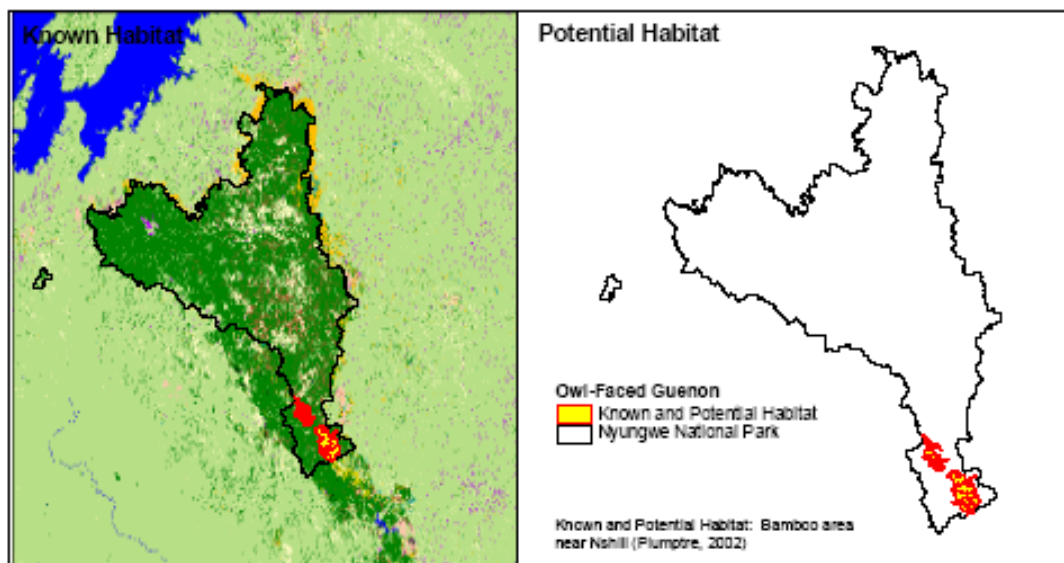 Known Habitat
Potential Habitat
Owl-Faced Guenon
Known and Potential Habitat
Nyungwe National Park
Known and Potential Habitat: Bamboo area
near Nshili (Plumptre, 2002)